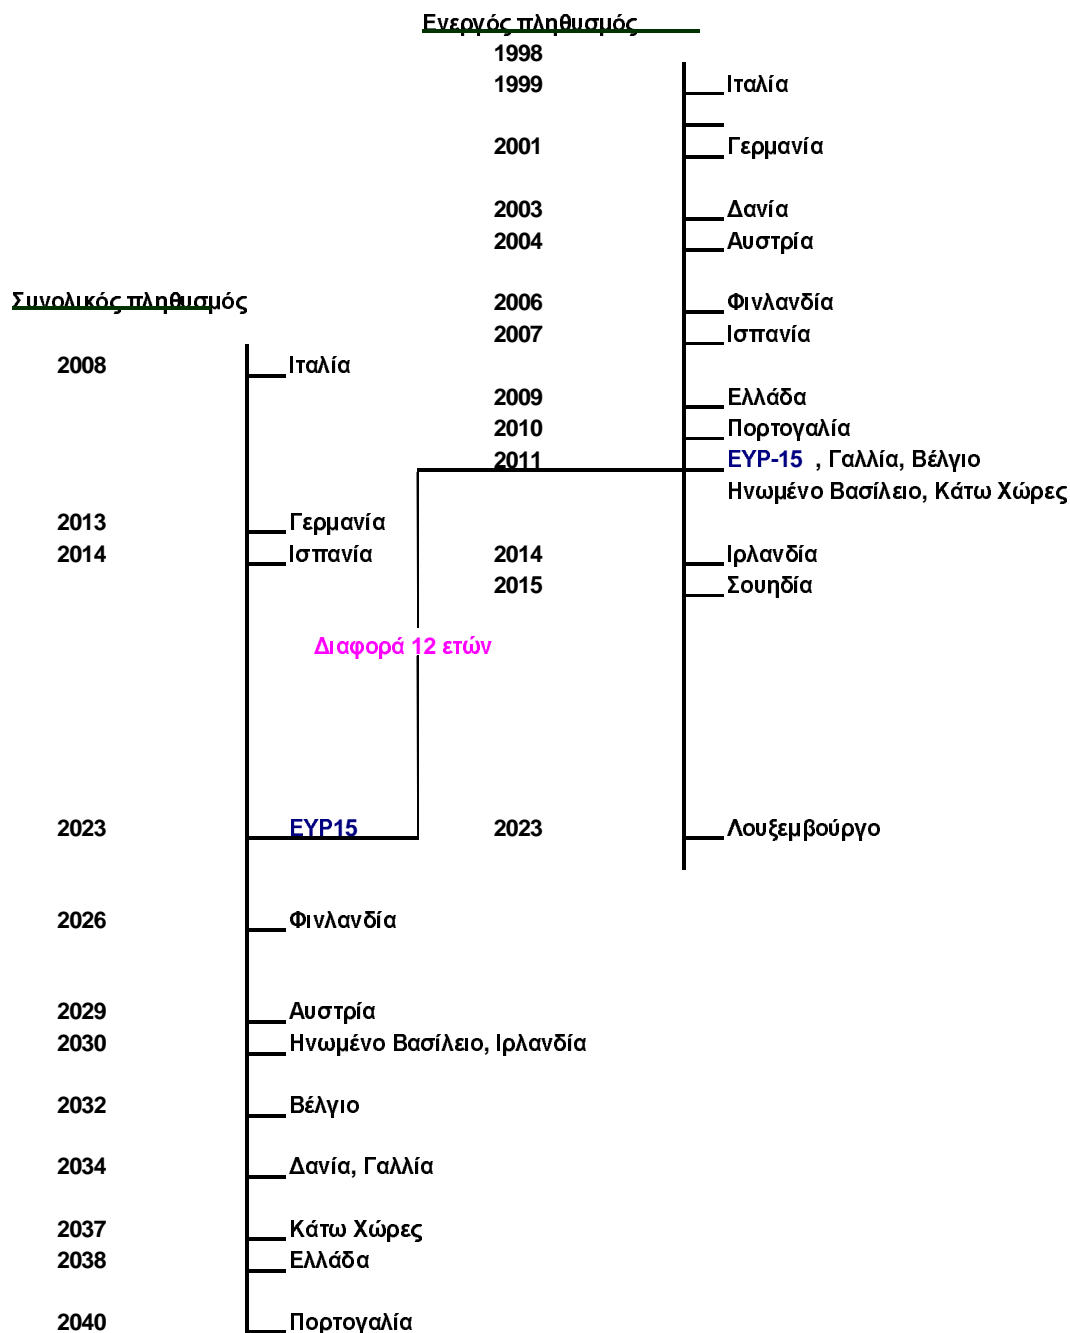 Ενεργός πληθυσμός
1998
1999 Ιταλία
2001 Γερμανία
2003 Δανία
2004 Αυστρία
2006 Φινλανδία
2007 Ισπανία
2009 Ελλάδα
2010 Πορτογαλία
2011 ΕΥΡ-15 , Γαλλία, Βέλγιο
Ηνωμένο Βασίλειο, Κάτω Χώρες
2014 Ιρλανδία
2015 Σουηδία
2023 Λουξεμβούργο
Συνολικός πληθυσμός
2008 Ιταλία
2013 Γερμανία
2014 Ισπανία
Διαφορά 12 ετών
2023 ΕΥΡ15
2026 Φινλανδία
2029 Αυστρία
2030 Ηνωμένο Βασίλειο, Ιρλανδία
2032 Βέλγιο
2034 Δανία, Γαλλία
2037 Κάτω Χώρες
2038 Ελλάδα
2040 Πορτογαλία